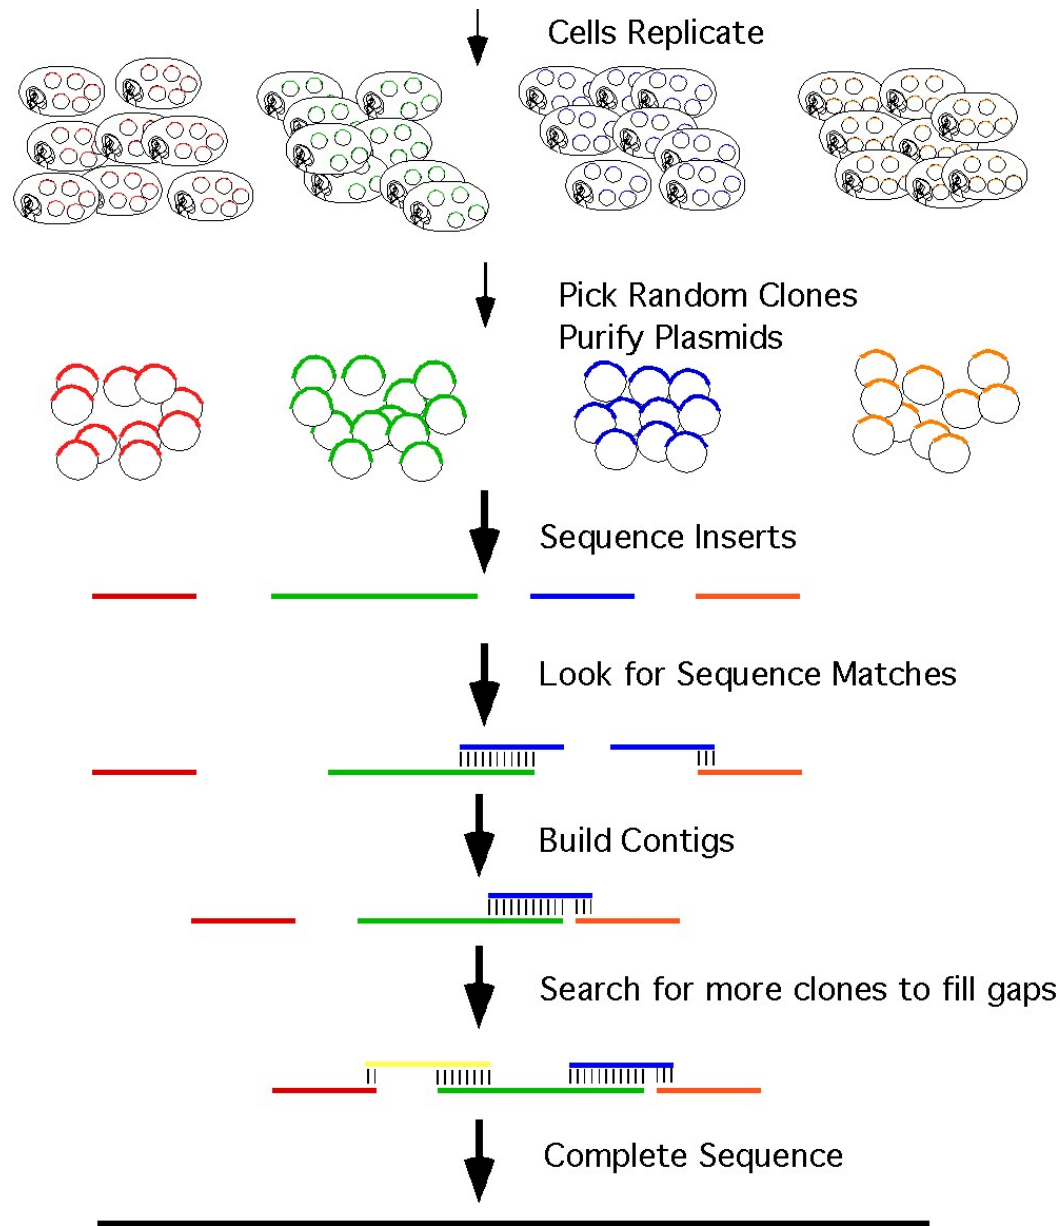 Cells Replicate
Pick Random Clones
Purify Plasmids
Sequence Inserts
Look for Sequence Matches
Build Contigs
Search for more clones to fill gaps
Complete Sequence